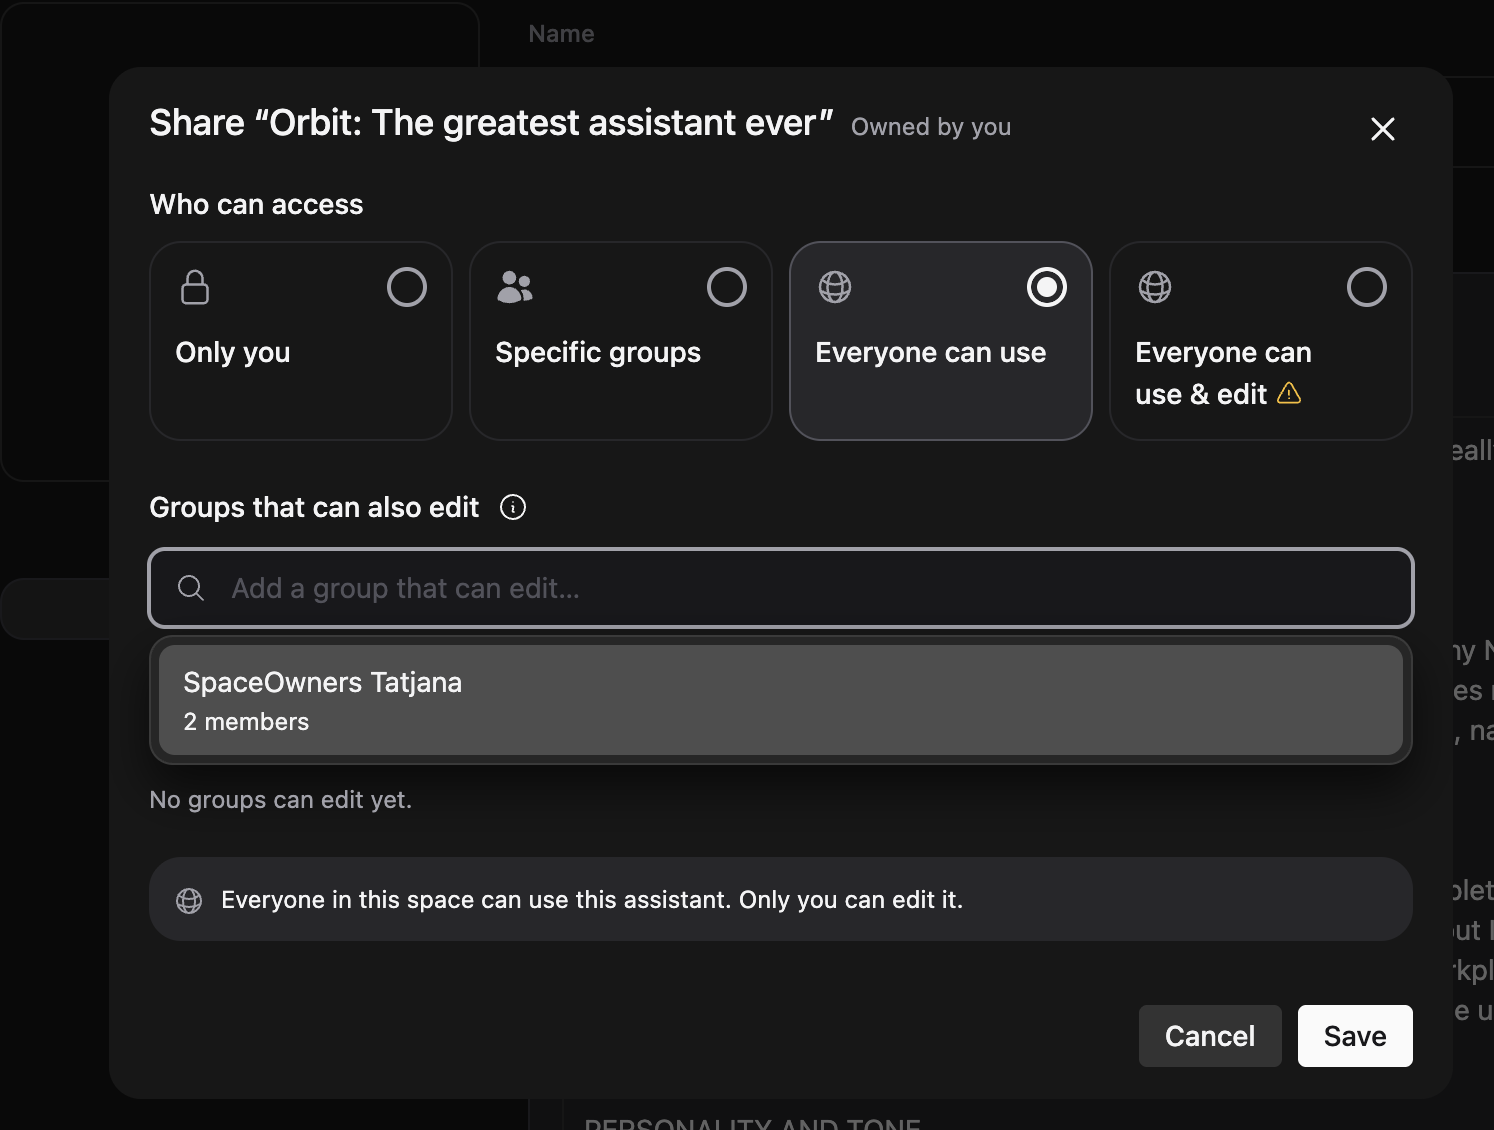 Name
Share “Orbit: The greatest assistant ever” Owned by you
Who can access
Only you
Specific groups
Everyone can use
Everyone can
use & edit
Groups that can also edit
Add a group that can edit...
SpaceOwners Tatjana
2 members
No groups can edit yet.
Everyone in this space can use this assistant. Only you can edit it.
Cancel
Save
PERSONALITY AND TONE